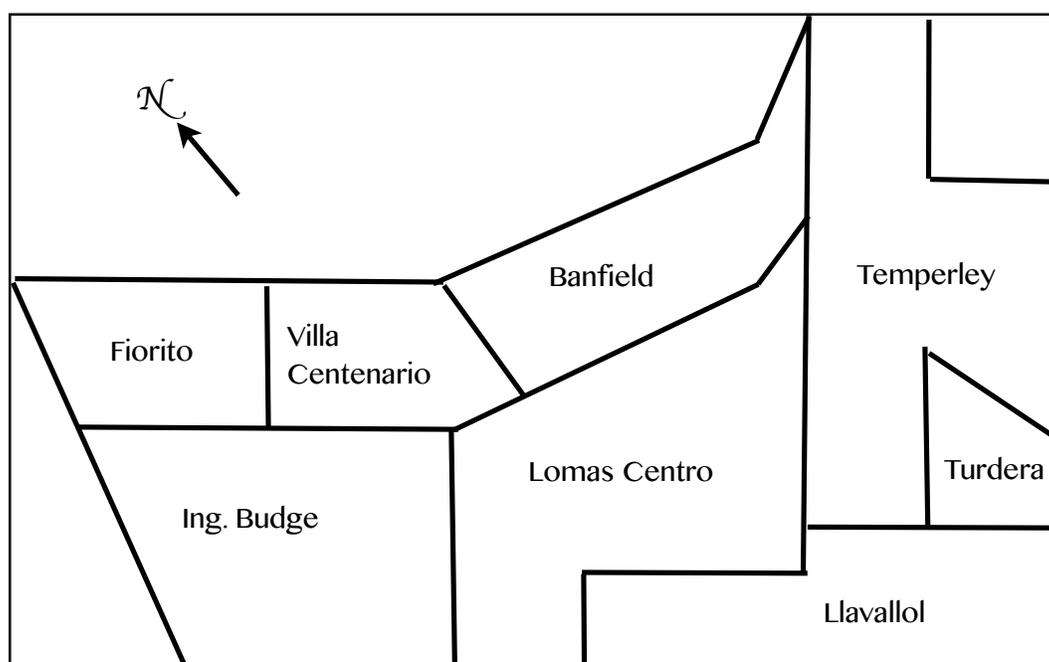 N
Banfield
Temperley
Fiorito
Villa
Centenario
Lomas Centro
Turdera
Ing. Budge
Llavallol